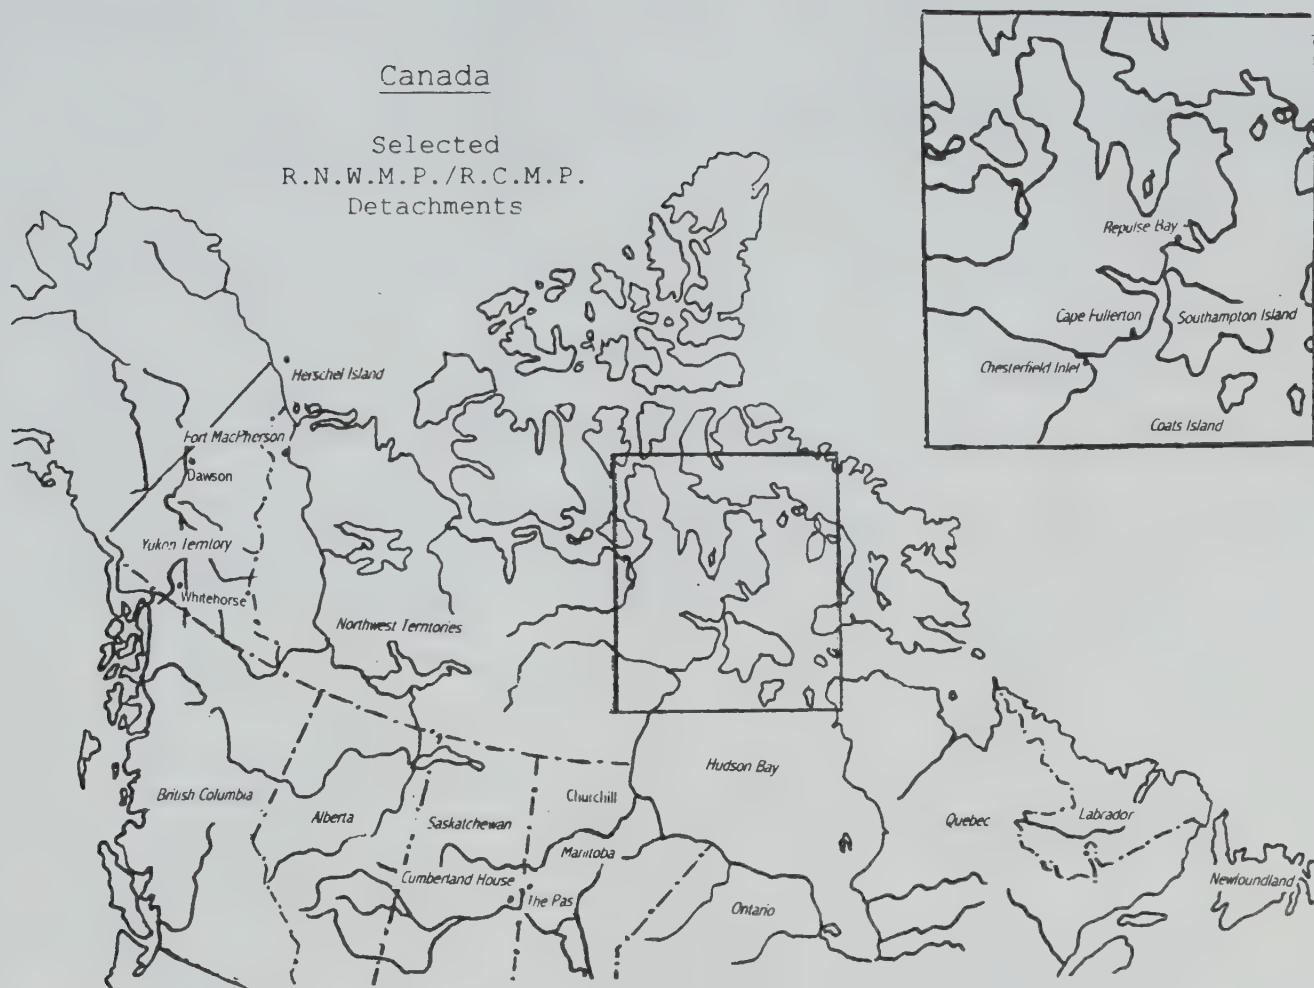 Canada
Selected
R.N.W.M.P./R.C.M.P.
Detachments
Repulse Bay
Cape Fullerton
Southampton Island
Chesterfield Inlet
Coats Island
Herschel Island
Fort MacPherson
Dawson
Yukon Territory
Whitehorse
Northwest Territories
Hudson Bay
British Columbia
Alberta
Saskatchewan
Churchill
Manitoba
Cumberland House
The Pas
Ontario
Quebec
Labrador
Newfoundland